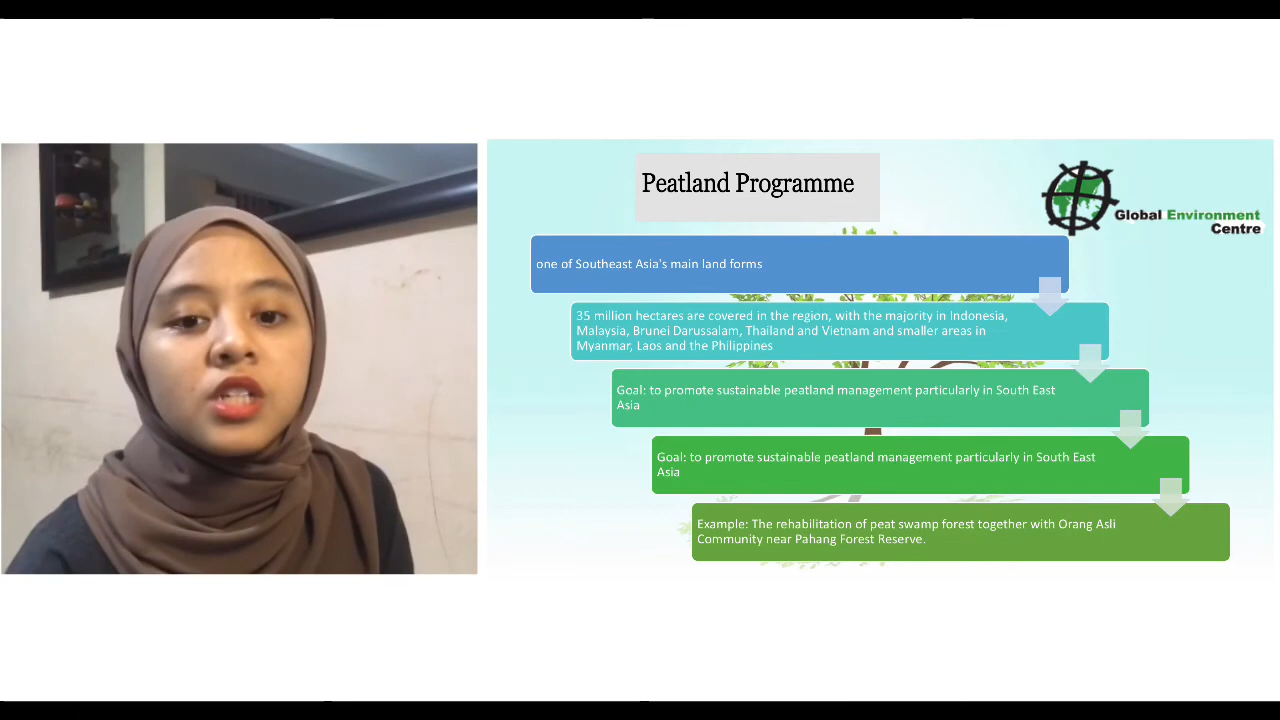 Peatland Programme
Global Environment
Centre
one of Southeast Asia's main land forms
35 million hectares are covered in the region, with the majority in Indonesia,
Malaysia, Brunei Darussalam, Thailand and Vietnam and smaller areas in
Myanmar, Laos and the Philippines
Goal: to promote sustainable peatland management particularly in South East
Asia
Goal: to promote sustainable peatland management particularly in South East
Asia
Example: The rehabilitation of peat swamp forest together with Orang Asli
Community near Pahang Forest Reserve.